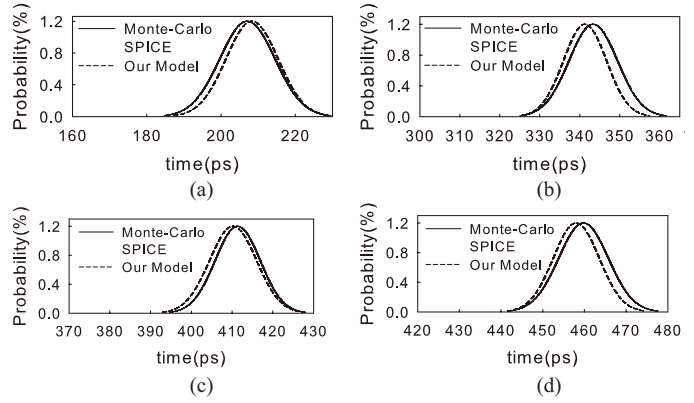 Probability(%)
1.2
0.8
0.4
0.0
Monte-Carlo
SPICE
Our Model
160
180
200
220
time(ps)
(a)
Probability(%)
1.2
0.8
0.4
0.0
Monte-Carlo
SPICE
Our Model
300
310
320
330
340
350
360
time(ps)
(b)
Probability(%)
1.2
0.8
0.4
0.0
Monte-Carlo
SPICE
Our Model
370
380
390
400
410
420
430
time(ps)
(c)
Probability(%)
1.2
0.8
0.4
0.0
Monte-Carlo
SPICE
Our Model
420
430
440
450
460
470
480
time(ps)
(d)